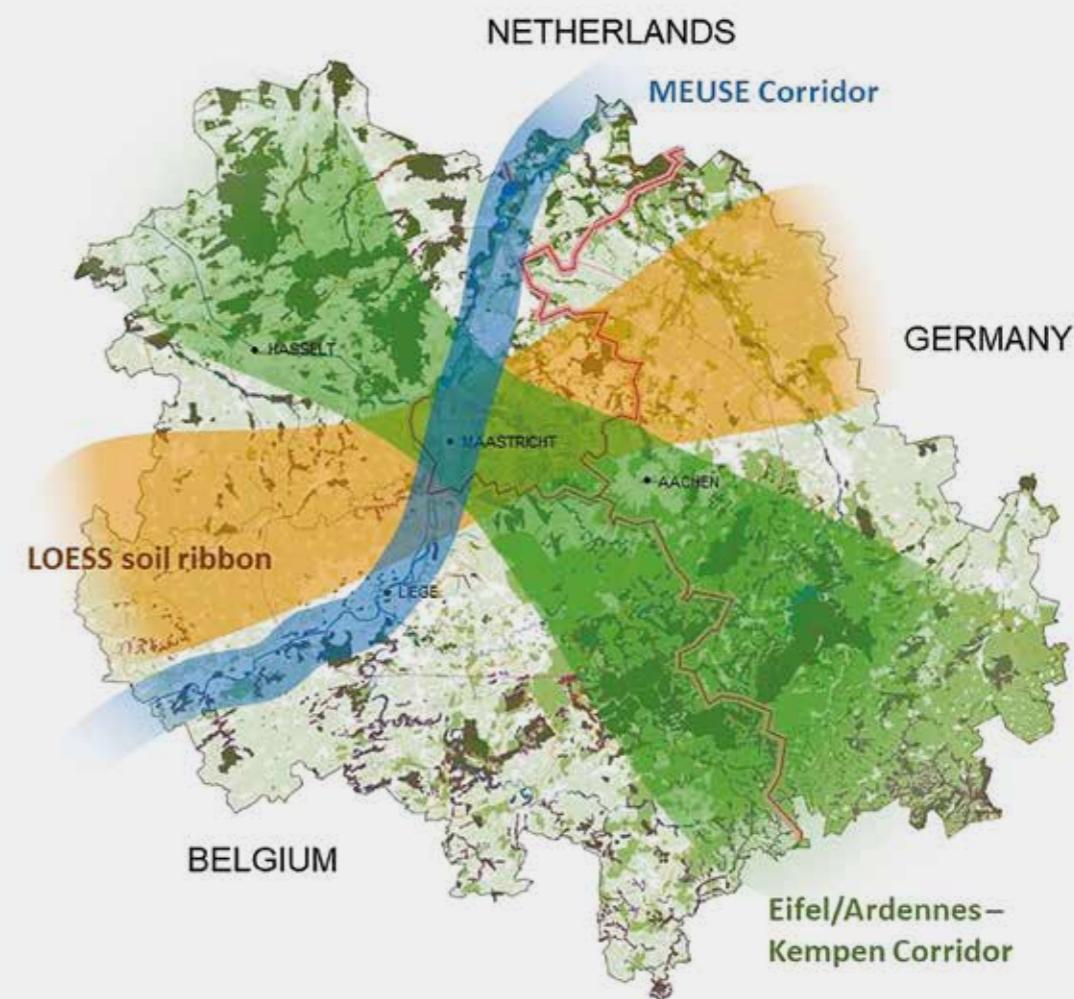 NETHERLANDS
MEUSE Corridor
GERMANY
HASSELT
MAASTRICHT
AACHEN
LOESS soil ribbon
LIEGE
BELGIUM
Eifel/Ardennes –
Kempen Corridor